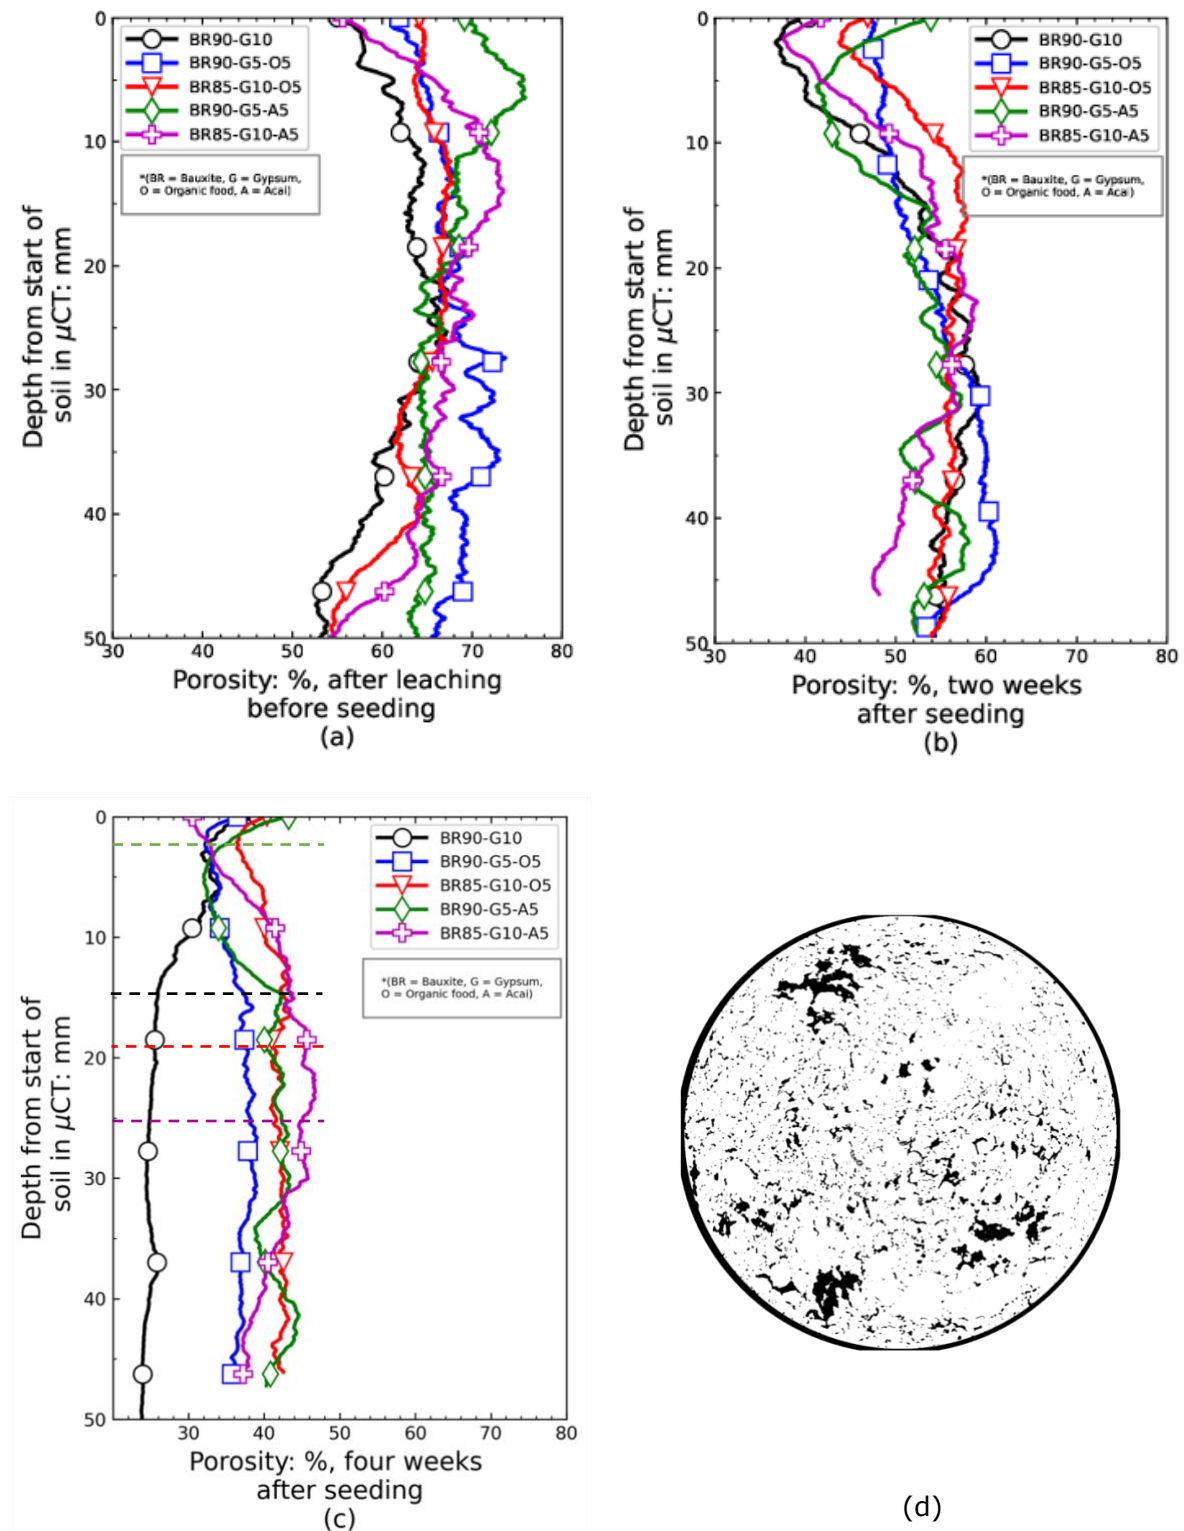 0
10
20
30
40
50
30
40
50
60
70
80
Depth from start of
soil in μCT: mm
BR90-G10
BR90-G5-O5
BR85-G10-O5
BR90-G5-A5
BR85-G10-A5
*(BR = Bauxite, G = Gypsum,
O = Organic food, A = Acai)
Porosity: %, after leaching
before seeding
(a)
0
10
20
30
40
50
30
40
50
60
70
80
Depth from start of
soil in μCT: mm
BR90-G10
BR90-G5-O5
BR85-G10-O5
BR90-G5-A5
BR85-G10-A5
*(BR = Bauxite, G = Gypsum,
O = Organic food, A = Acai)
Porosity: %, two weeks
after seeding
(b)
0
10
20
30
40
50
30
40
50
60
70
80
Depth from start of
soil in μCT: mm
BR90-G10
BR90-G5-O5
BR85-G10-O5
BR90-G5-A5
BR85-G10-A5
*(BR = Bauxite, G = Gypsum,
O = Organic food, A = Acai)
Porosity: %, four weeks
after seeding
(c)
(d)